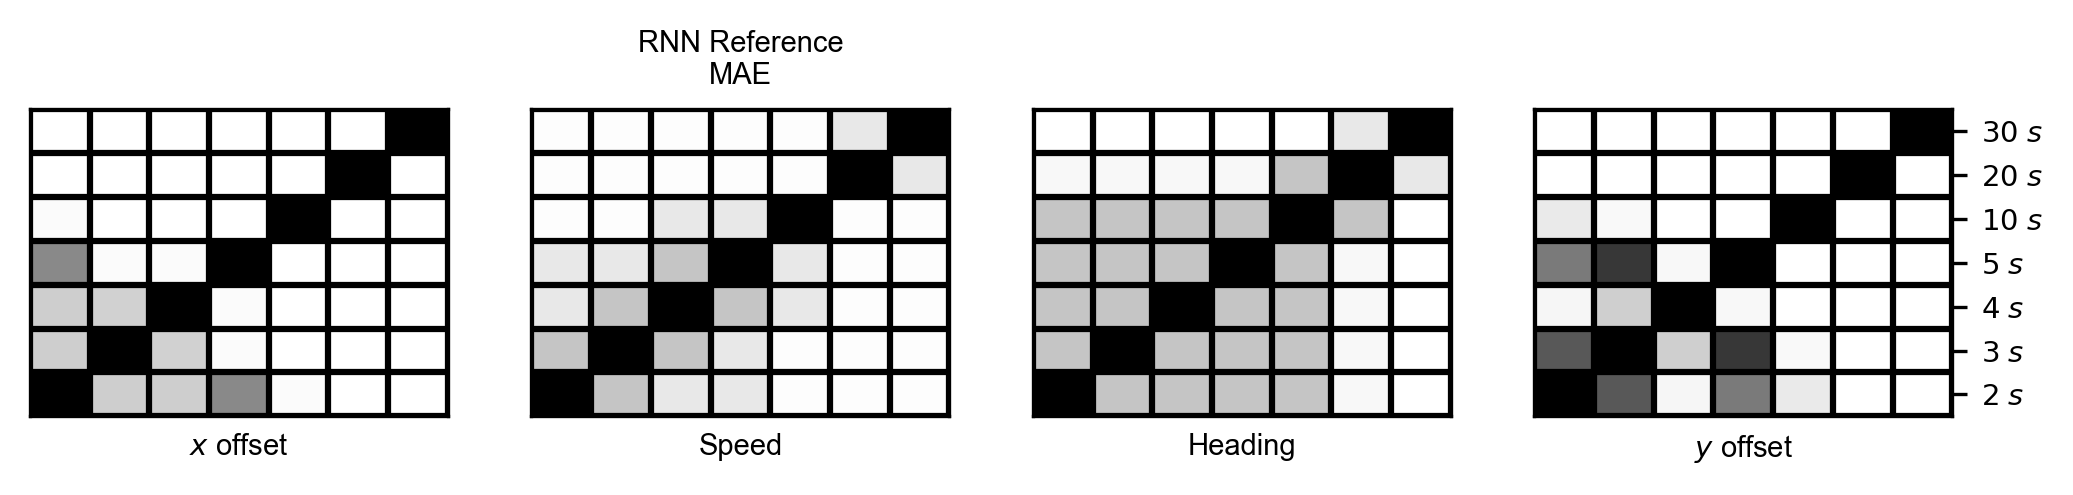 RNN Reference
MAE
30 s
20 s
10 s
5 s
4 s
3 s
2 s
x offset
Speed
Heading
y offset